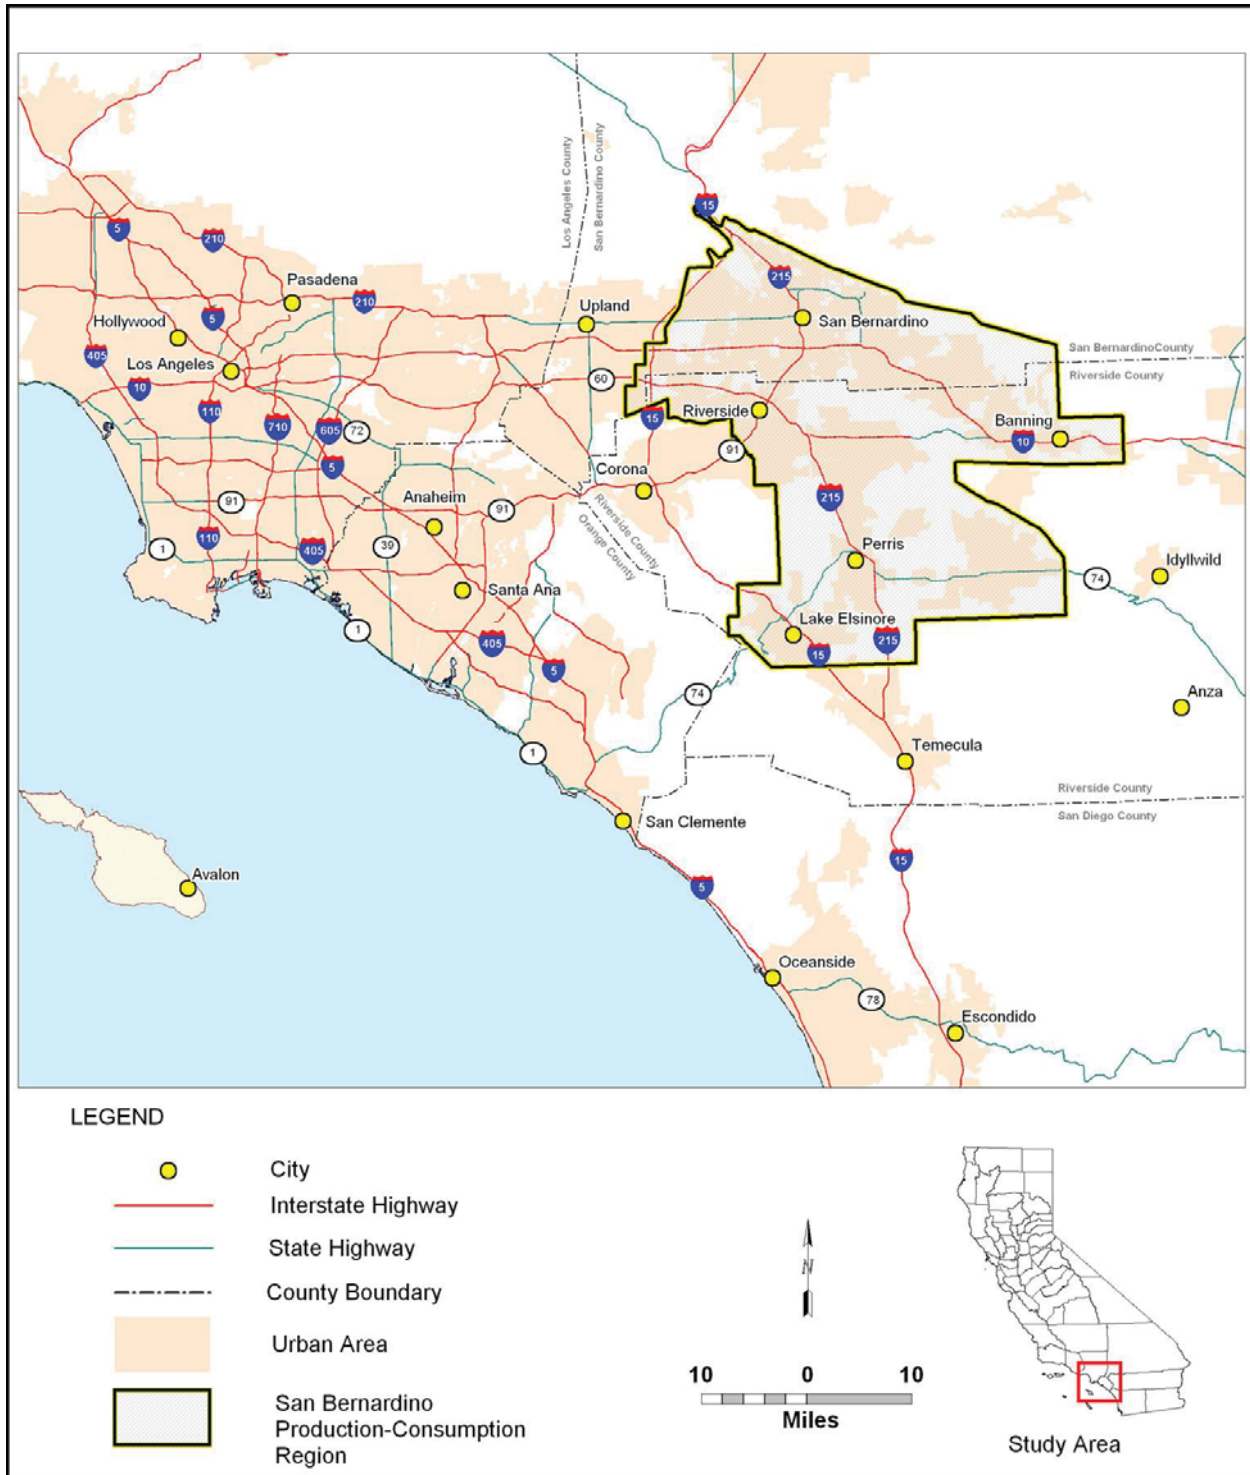 Los Angeles County
San Bernardino County
15
5
210
215
Pasadena
210
Upland
5
Hollywood
San Bernardino
405
Los Angeles
San BernardinoCounty
Riverside County
10
60
110
Riverside
15
Banning
710
605
72
10
91
5
Corona
Anaheim
215
91
91
Riverside County
Orange County
110
1
405
39
Perris
Idyllwild
74
Santa Ana
Lake Elsinore
1
405
215
15
5
74
Anza
1
Temecula
Riverside County
San Diego County
San Clemente
15
Avalon
5
Oceanside
78
Escondido
LEGEND
City
Interstate Highway
State Highway
County Boundary
Urban Area
San Bernardino
Production-Consumption
Region
N
10 0 10
Miles
Study Area